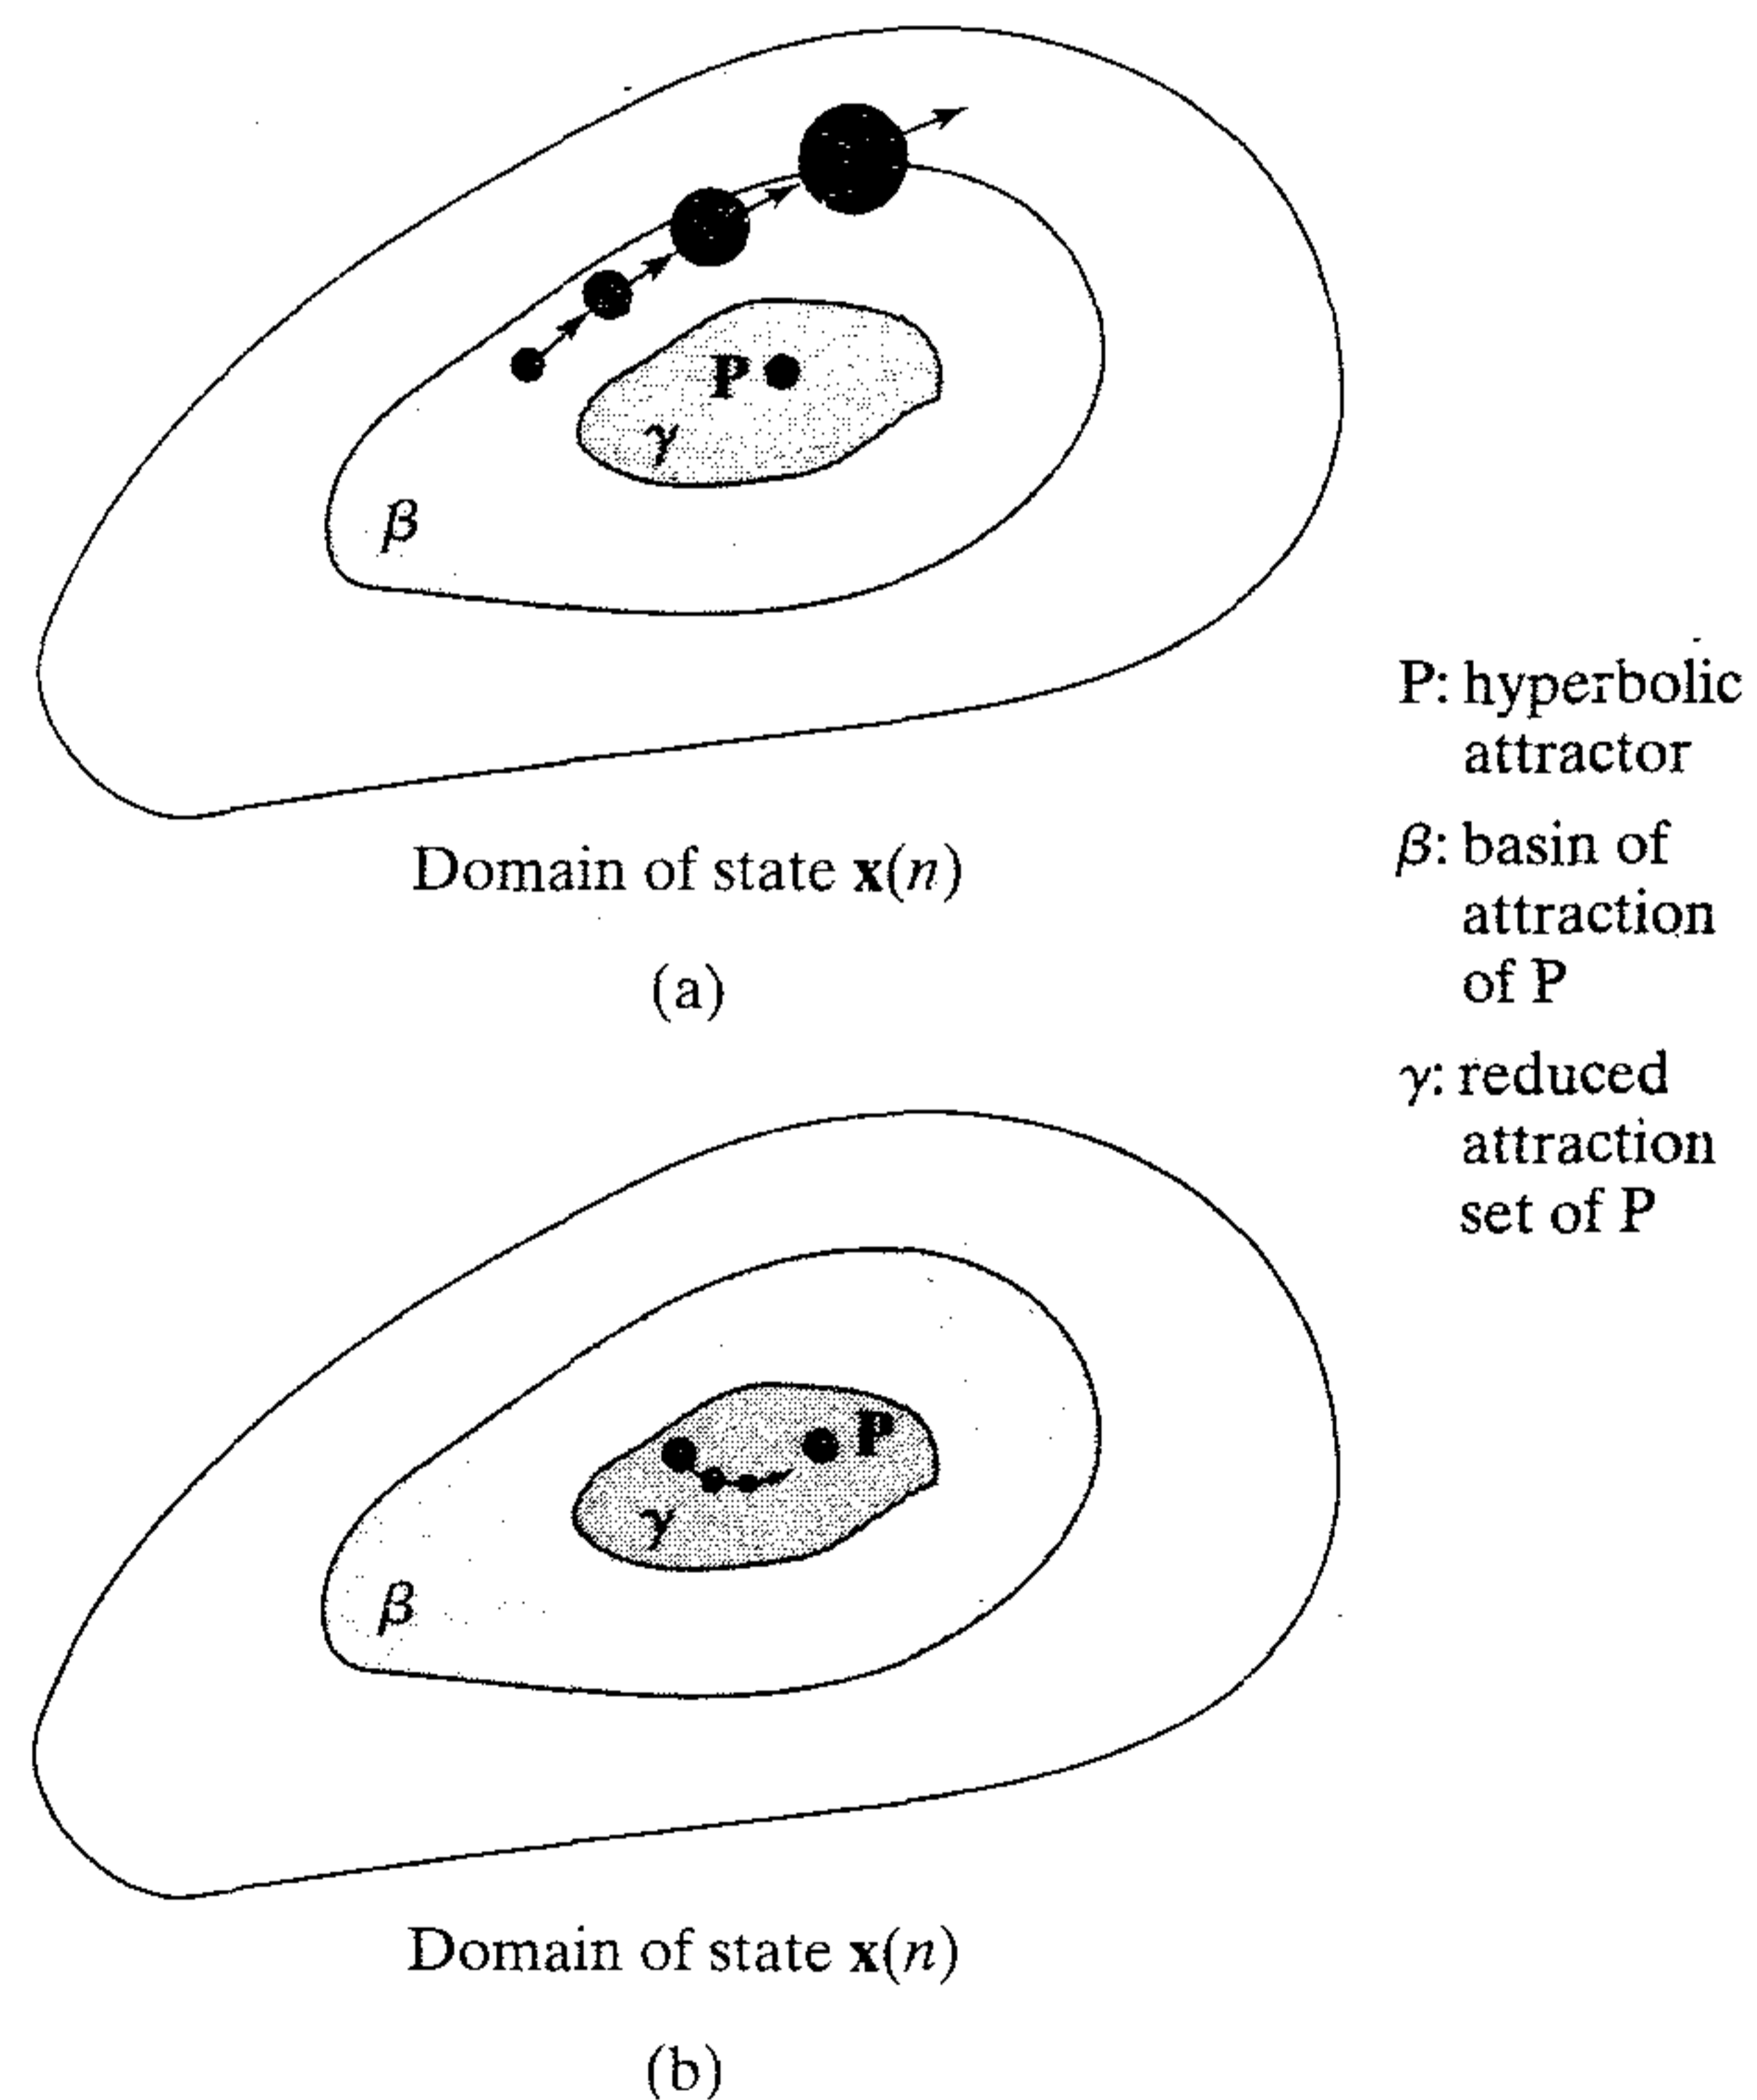 P
γ
β
Domain of state x(n)
(a)
P: hyperbolic
attractor
β: basin of
attraction
of P
γ: reduced
attraction
set of P
P
γ
β
Domain of state x(n)
(b)